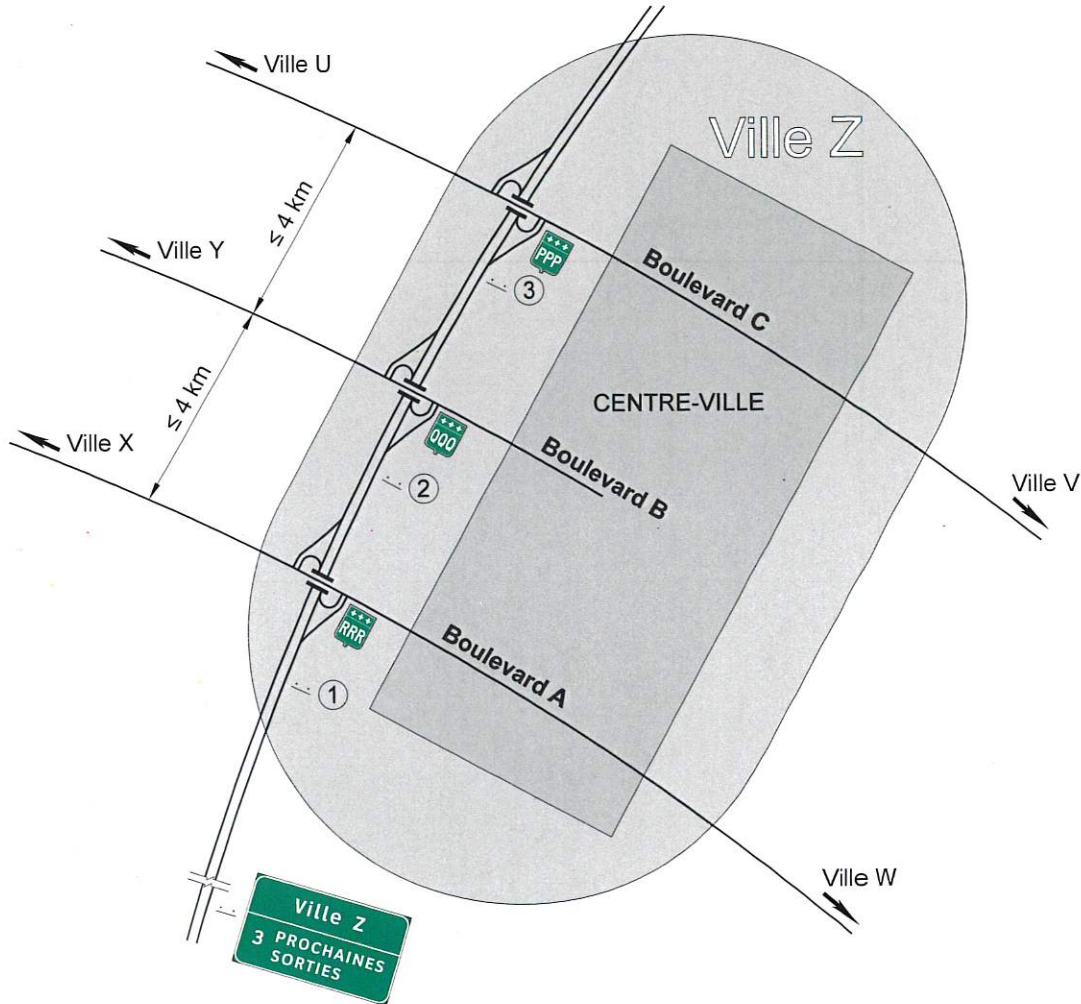 Ville U
Ville Z
≤ 4 km
Ville Y
PPP
3
Boulevard C
≤ 4 km
CENTRE-VILLE
Ville X
QQQ
2
Boulevard B
Ville V
RRR
Boulevard A
1
Ville W
Ville Z
3 PROCHAINES
SORTIES